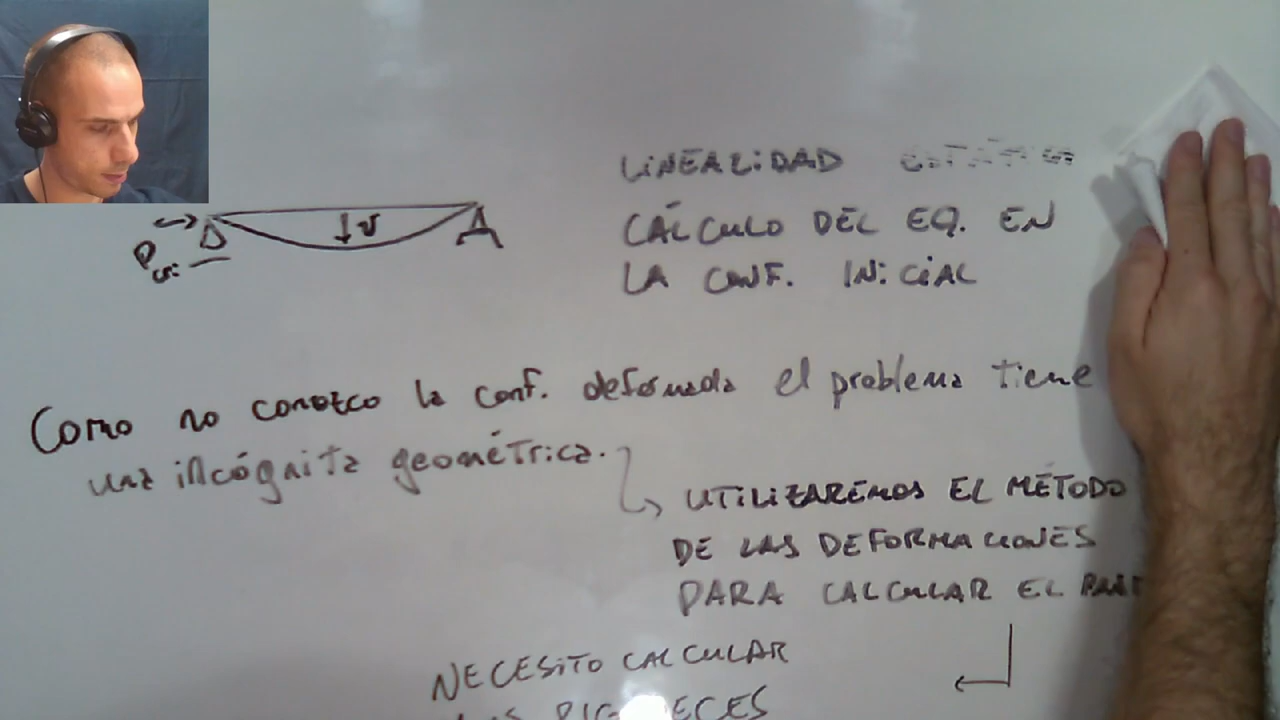 LINEALIDAD
CÁLCULO DEL EQ. EN
LA CONF. INICIAL
Pcri
v
Como no conozco la conf. deformada el problema tiene
una incógnita geométrica.
UTILIZAREMOS EL MÉTODO
DE LAS DEFORMACIONES
PARA CALCULAR EL
NECESITO CALCULAR